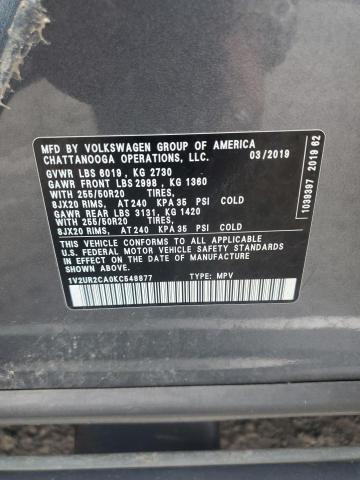 MFD BY VOLKSWAGEN GROUP OF AMERICA
CHATTANOOGA OPERATIONS, LLC. 03/2019
GVWR LBS 6019, KG 2730
GAWR FRONT LBS 2998, KG 1360
WITH 255/50R20 TIRES,
8JX20 RIMS, AT 240 KPA 35 PSI COLD
GAWR REAR LBS 3131, KG 1420
WITH 255/50R20 TIRES,
8JX20 RIMS, AT 240 KPA 35 PSI COLD
THIS VEHICLE CONFORMS TO ALL APPLICABLE
U.S. FEDERAL MOTOR VEHICLE SAFETY STANDARDS
IN EFFECT ON THE DATE OF MANUFACTURE SHOWN ABOVE.
1V2UR2CA0KC548877 TYPE: MPV
1039397 2019 62